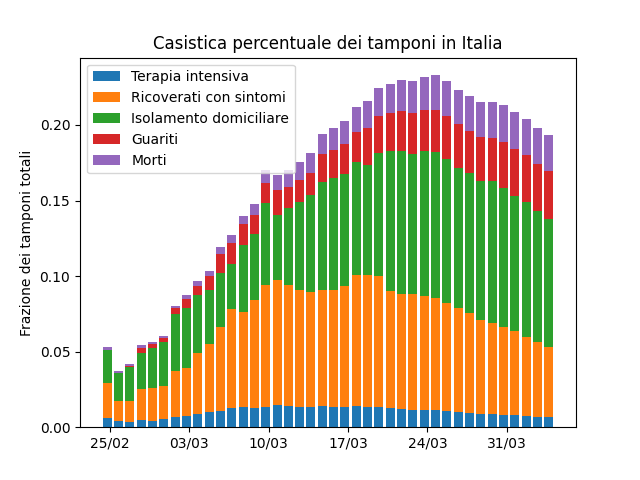 Casistica percentuale dei tamponi in Italia
Terapia intensiva
Ricoverati con sintomi
Isolamento domiciliare
Guariti
Morti
Frazione dei tamponi totali
0.20
0.15
0.10
0.05
0.00
25/02
03/03
10/03
17/03
24/03
31/03